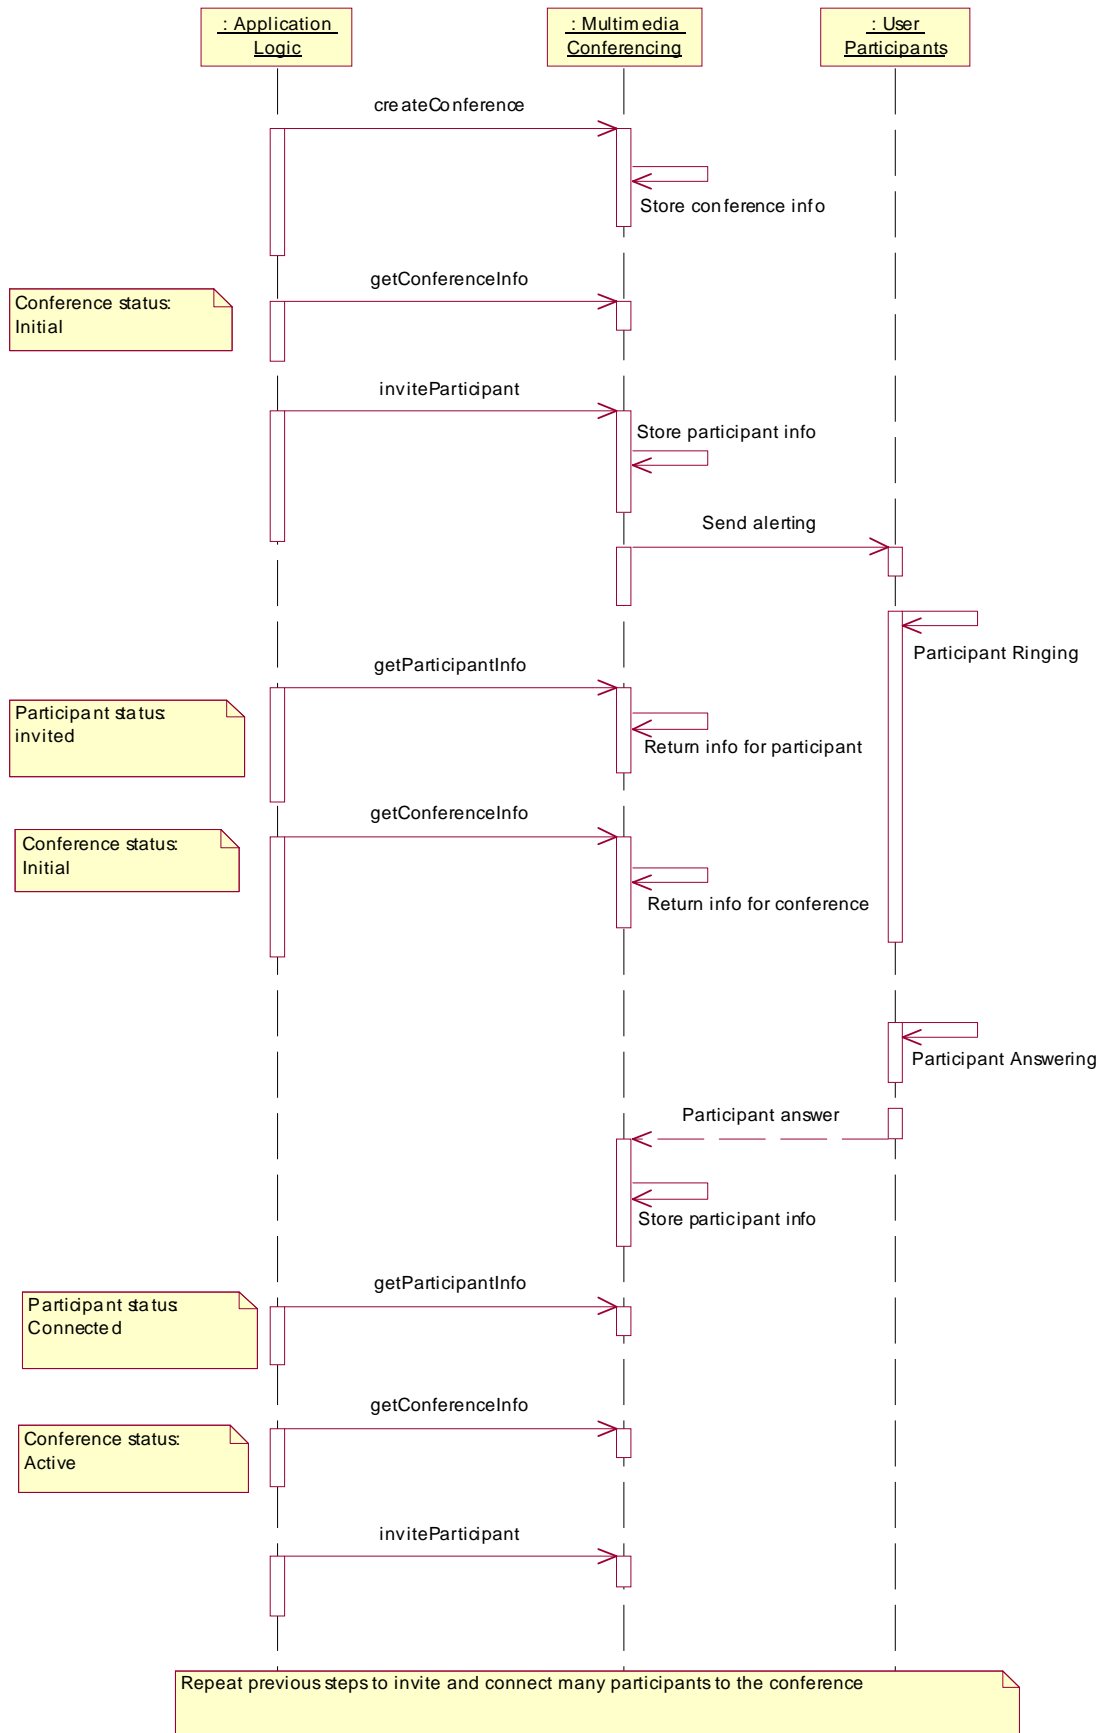 : Application
Logic
: Multimedia
Conferencing
: User
Participants
createConference
Store conference info
getConferenceInfo
Conference status:
Initial
inviteParticipant
Store participant info
Send alerting
Participant Ringing
getParticipantInfo
Participant status:
invited
Return info for participant
getConferenceInfo
Conference status:
Initial
Return info for conference
Participant Answering
Participant answer
Store participant info
getParticipantInfo
Participant status:
Connected
getConferenceInfo
Conference status:
Active
inviteParticipant
Repeat previous steps to invite and connect many participants to the conference